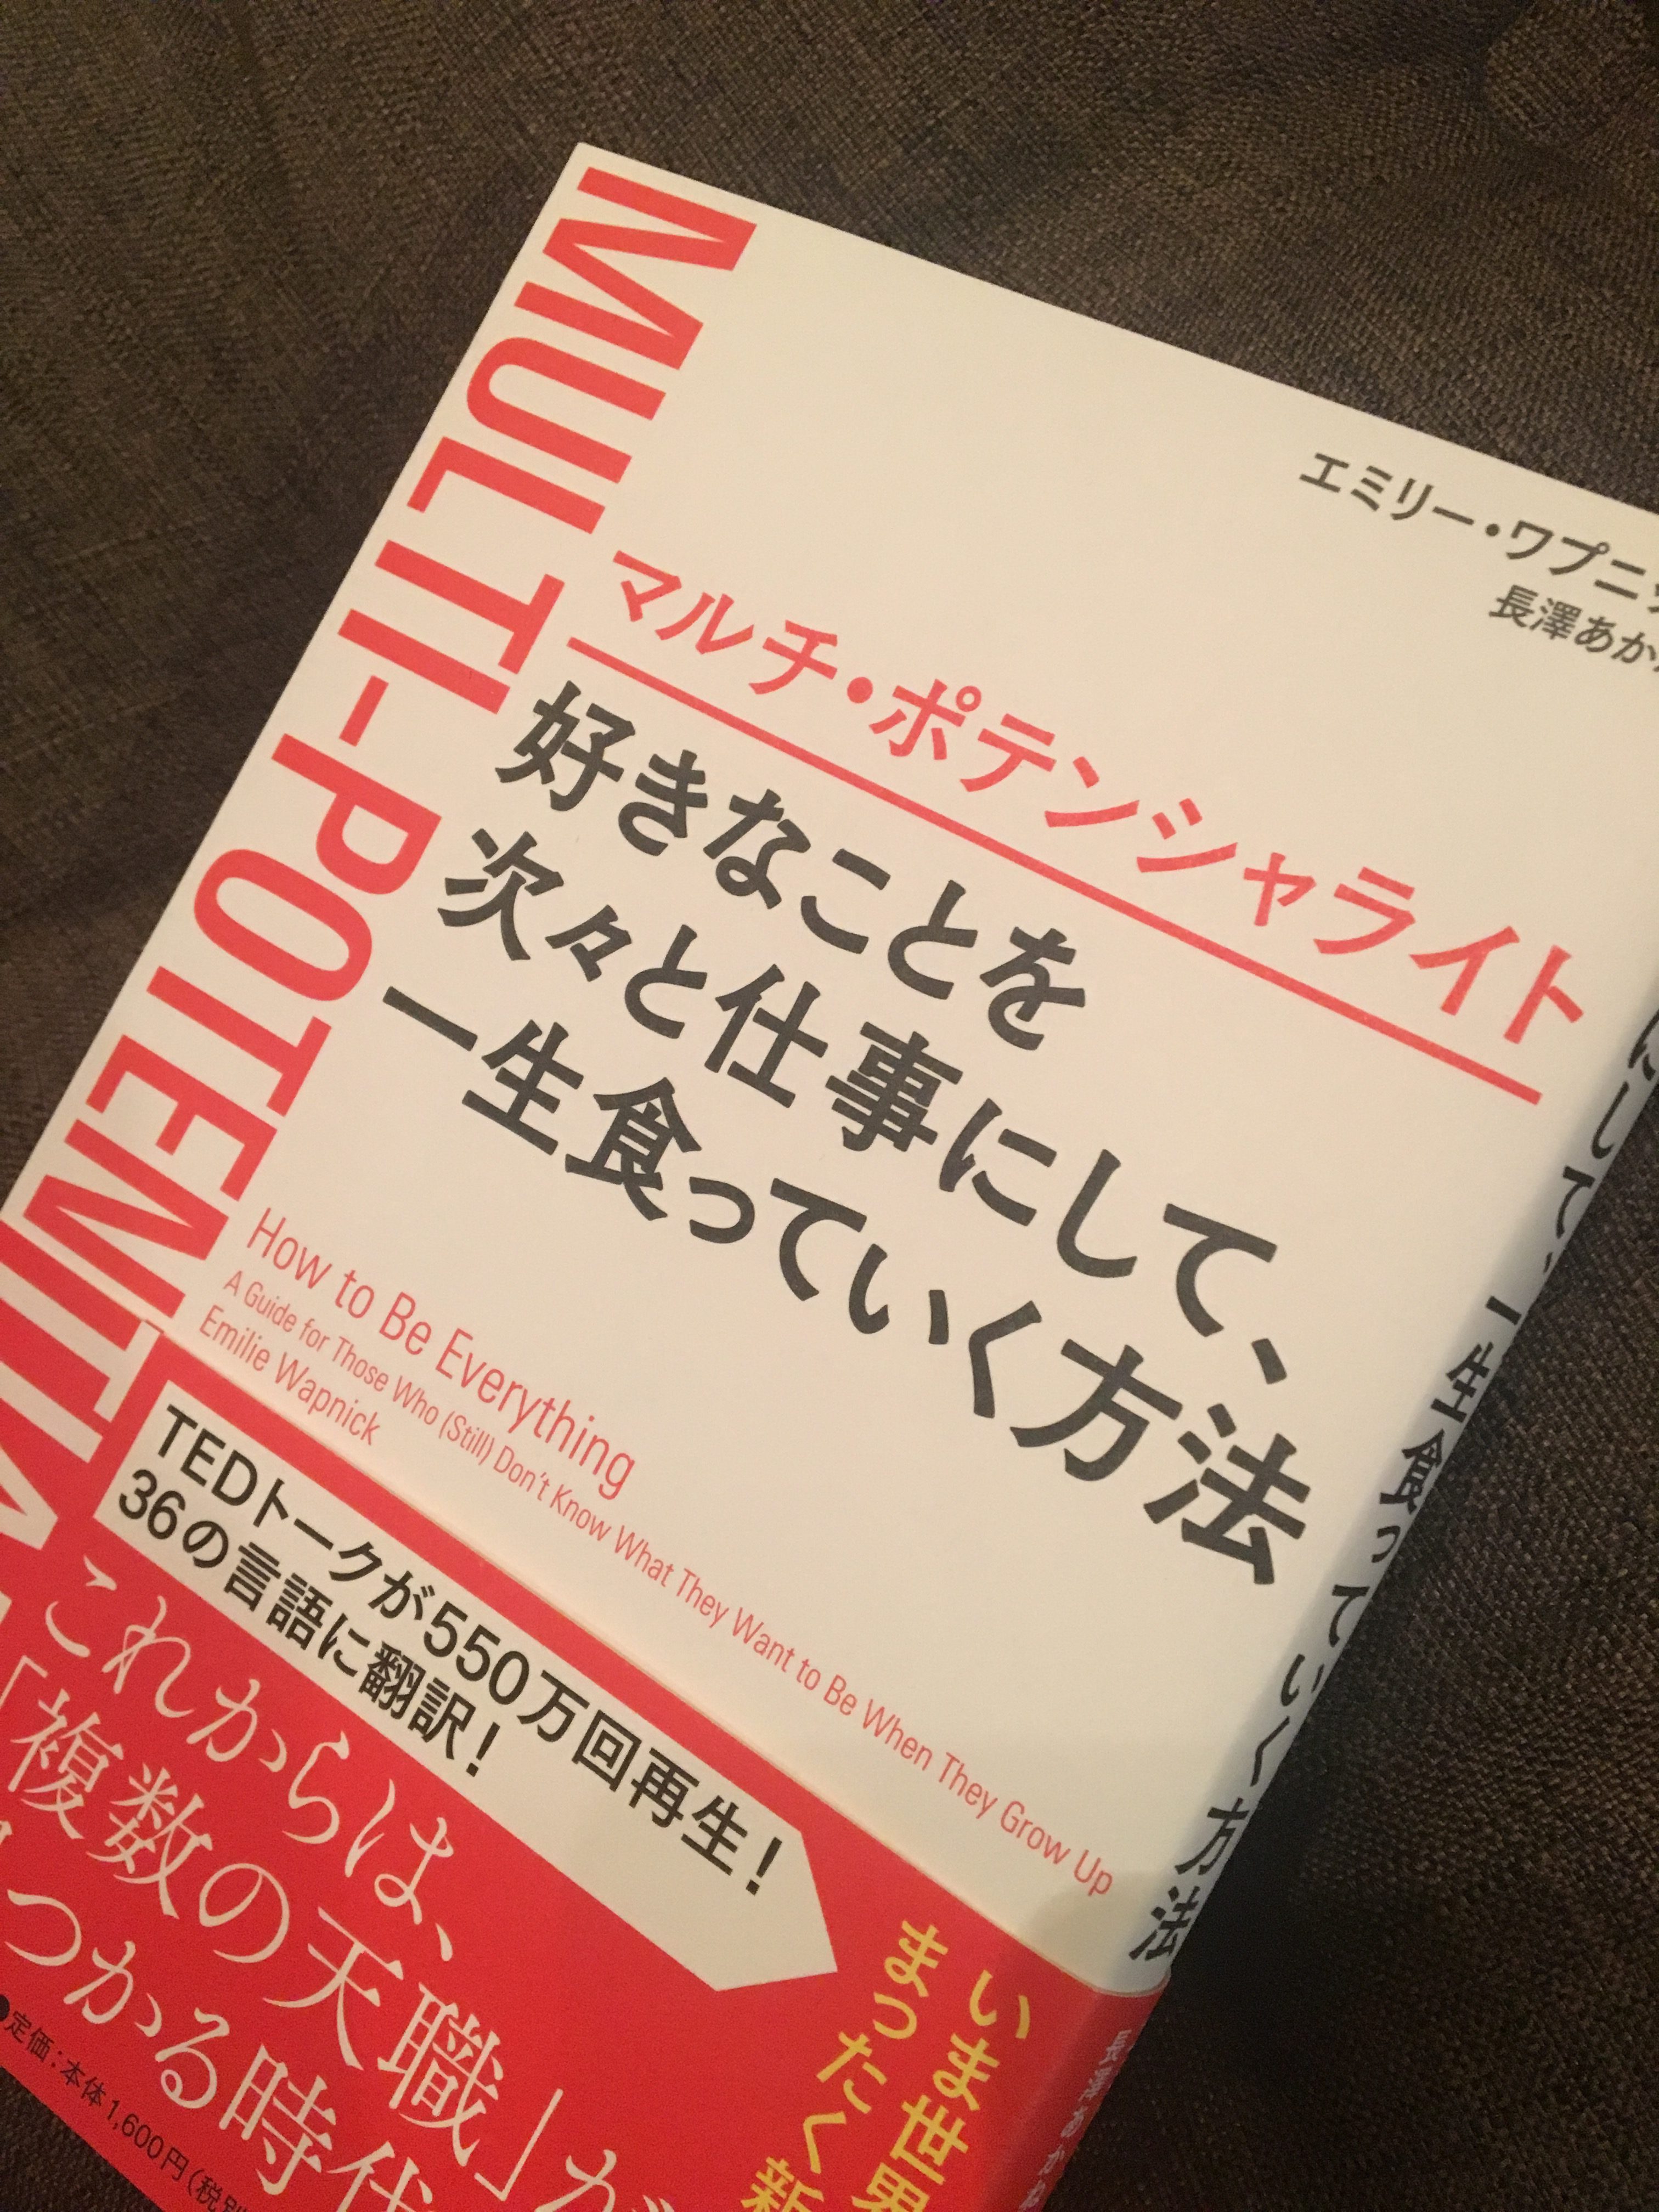 エミリー・ワプニッ
長澤あか
MULTI-POTENTIA
マルチ・ポテンシャライト
好きなことを
次々と仕事にして、
一生食っていく方法
How to Be Everything
A Guide for Those Who (Still) Don't Know What They Want to Be When They Grow Up
Emilie Wapnick
TEDトークが550万回再生!
36の言語に翻訳!
これからは、
「複数の天職」が
つかる時代
いま世界
まったく新
●定価:本体1,600円(税別
にして、一生食っていく方法
長澤あかね